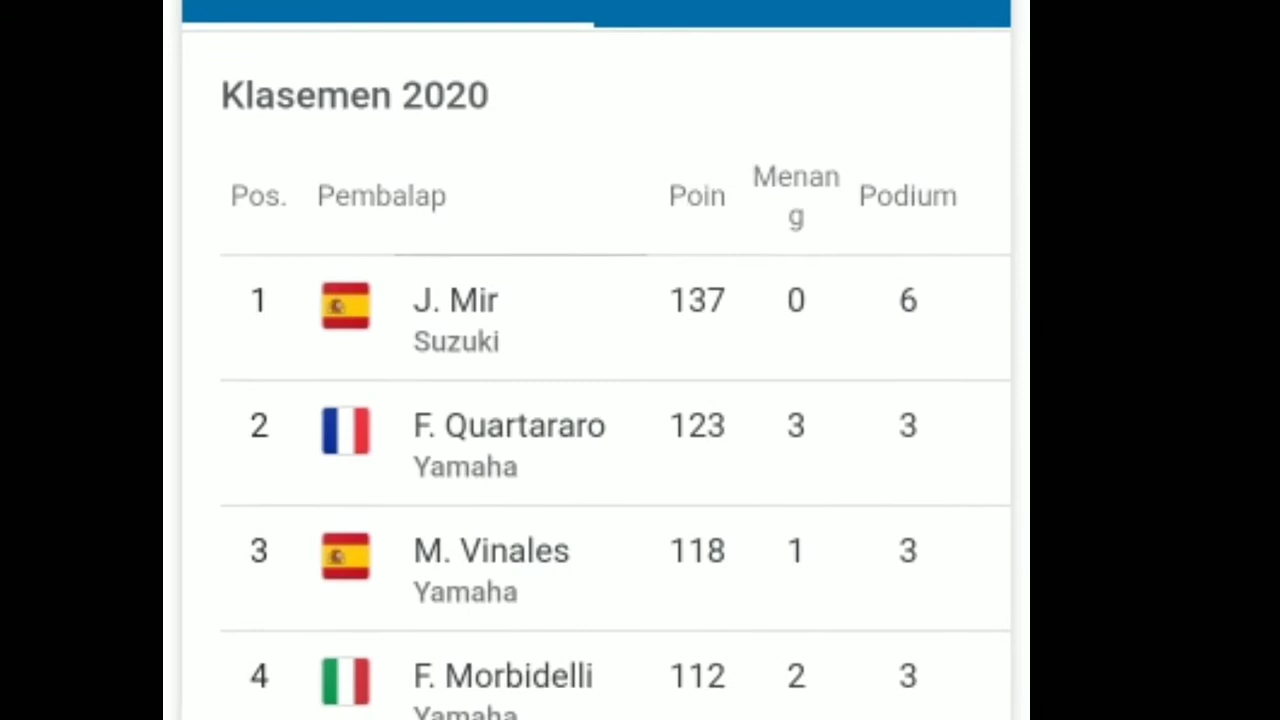 Klasemen 2020
Pos. Pembalap Poin Menan
g Podium
1 J. Mir 137 0 6
Suzuki
2 F. Quartararo 123 3 3
Yamaha
3 M. Vinales 118 1 3
Yamaha
4 F. Morbidelli 112 2 3
Yamaha